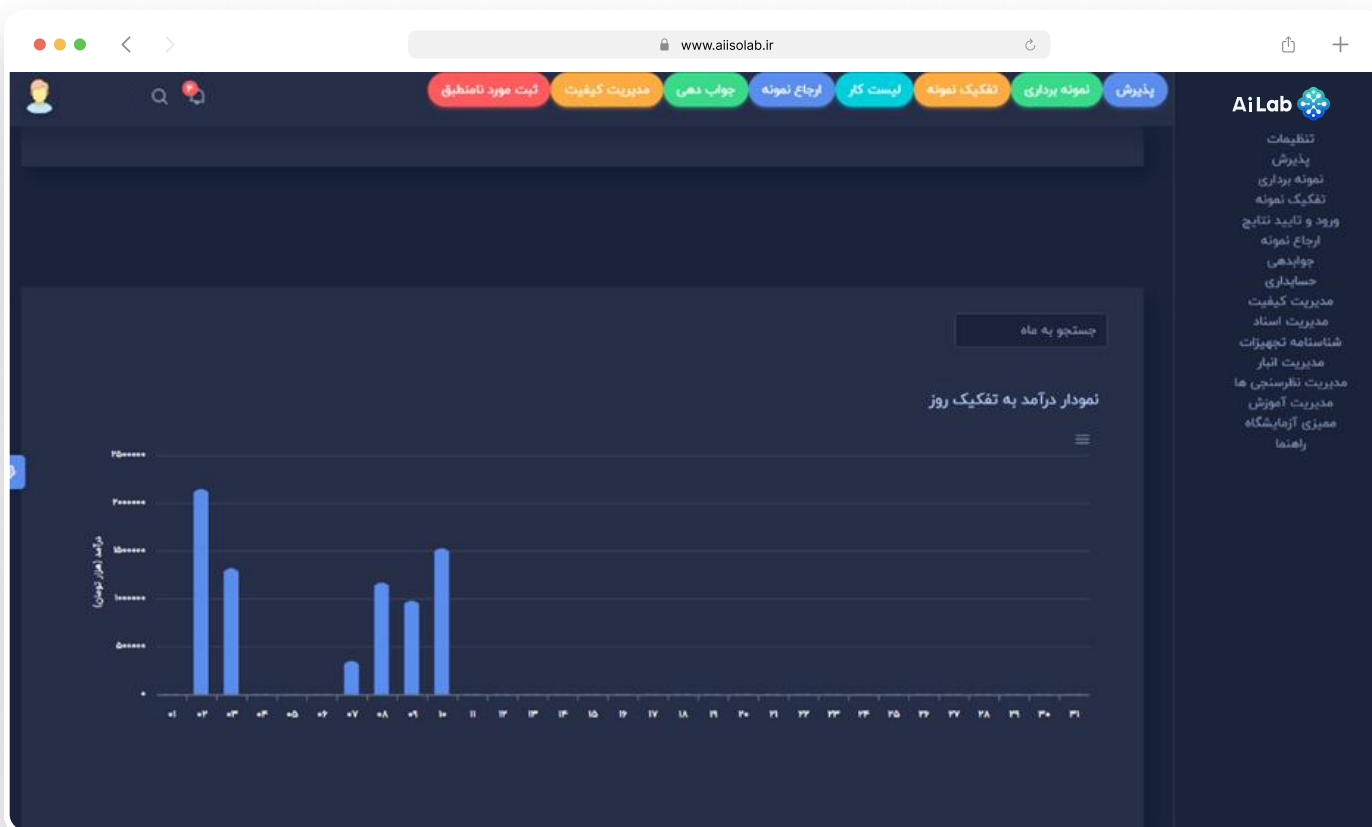 www.aiisolab.ir
پذیرش
نمونه برداری
تفکیک نمونه
لیست کار
ارجاع نمونه
جواب دهی
مدیریت کیفیت
ثبت مورد نامنطبق
۳
AiLab
تنظیمات
پذیرش
نمونه برداری
تفکیک نمونه
ورود و تایید نتایج
ارجاع نمونه
جوابدهی
حسابداری
مدیریت کیفیت
مدیریت اسناد
شناسنامه تجهیزات
مدیریت انبار
مدیریت نظرسنجی ها
مدیریت آموزش
ممیزی آزمایشگاه
راهنما
جستجو به ماه
نمودار درآمد به تفکیک روز
درآمد (هزار تومان)
۲۵۰۰۰۰۰
۲۰۰۰۰۰۰
۱۵۰۰۰۰۰
۱۰۰۰۰۰۰
۵۰۰۰۰۰
۰
۰۱ ۰۲ ۰۳ ۰۴ ۰۵ ۰۶ ۰۷ ۰۸ ۰۹ ۱۰ ۱۱ ۱۲ ۱۳ ۱۴ ۱۵ ۱۶ ۱۷ ۱۸ ۱۹ ۲۰ ۲۱ ۲۲ ۲۳ ۲۴ ۲۵ ۲۶ ۲۷ ۲۸ ۲۹ ۳۰ ۳۱